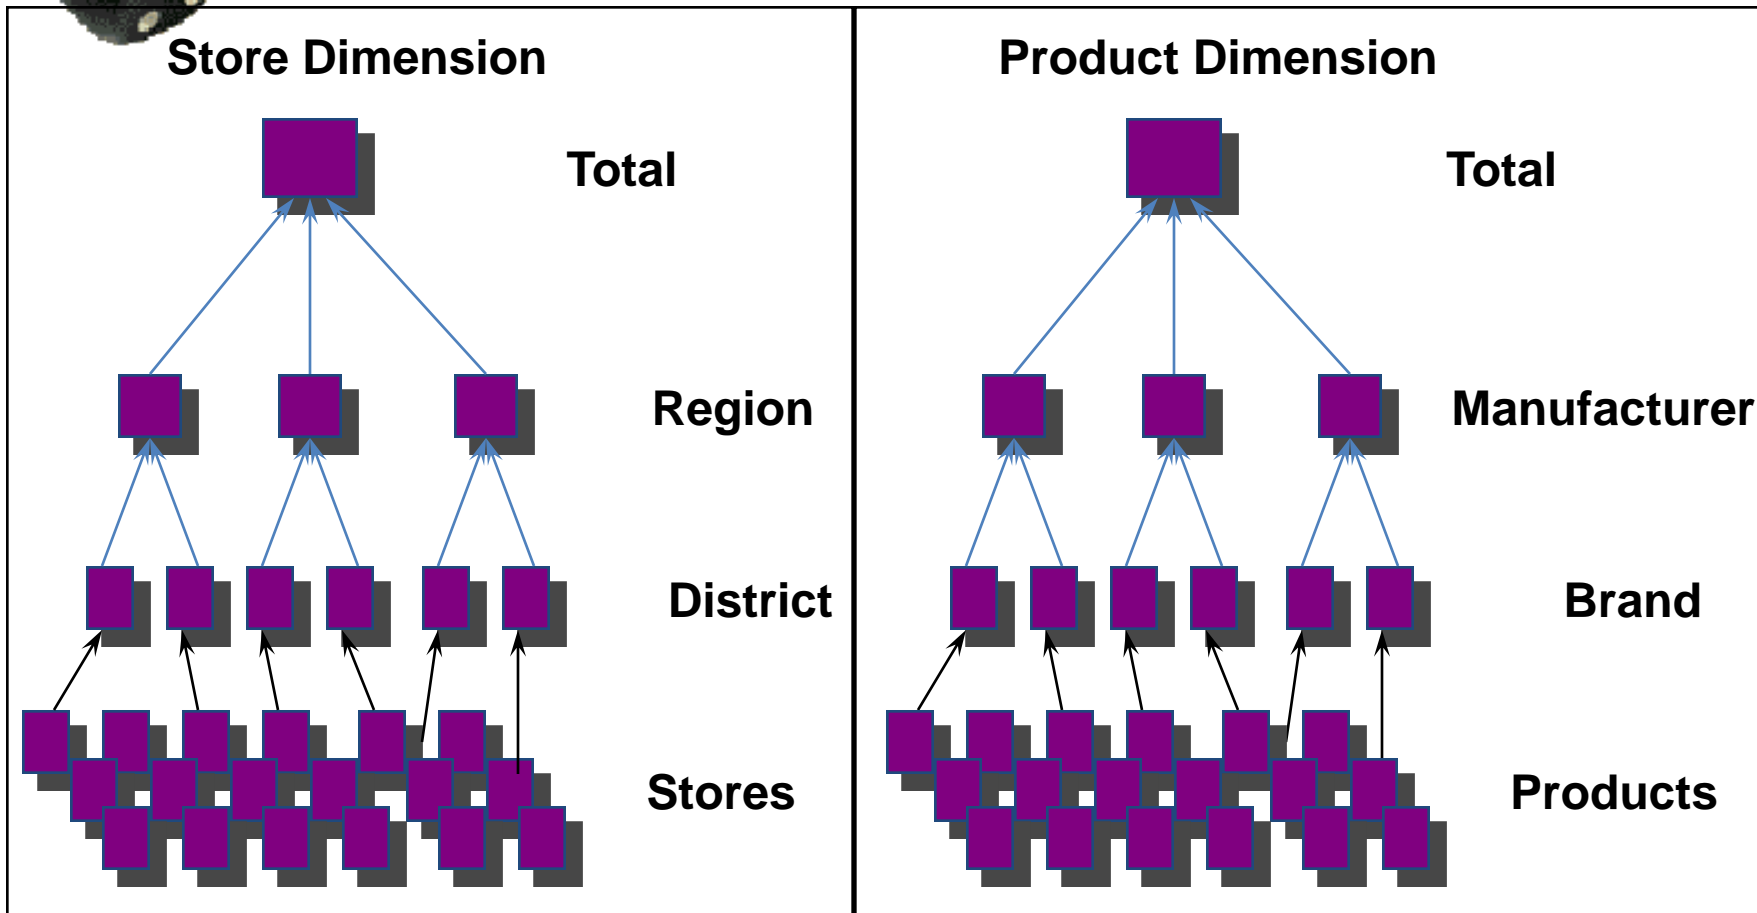 Store Dimension
Total
Region
District
Stores
Product Dimension
Total
Manufacturer
Brand
Products